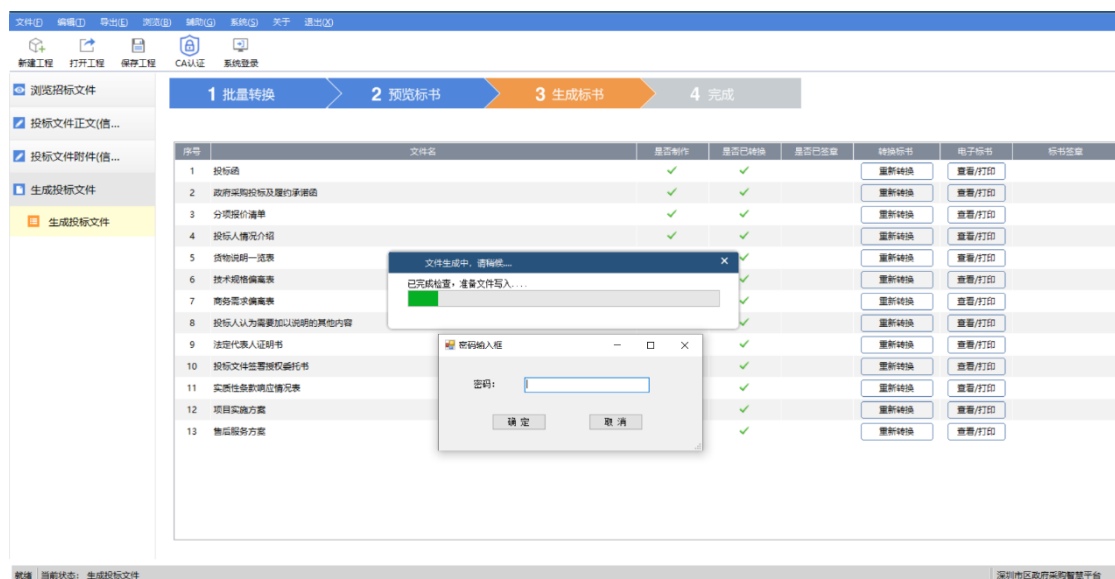 文件(F) 编辑(T) 导出(E) 浏览(B) 辅助(G) 系统(S) 关于 退出(X)
新建工程 打开工程 保存工程 CA认证 系统登录
浏览招标文件
投标文件正文(信...
投标文件附件(信...
生成投标文件
生成投标文件
1 批量转换 2 预览标书 3 生成标书 4 完成
序号 文件名 是否制作 是否已转换 是否已签章 转换标书 电子标书 标书签章
1 投标函 重新转换 查看/打印
2 政府采购投标及履约承诺函 重新转换 查看/打印
3 分项报价清单 重新转换 查看/打印
4 投标人情况介绍 重新转换 查看/打印
5 货物说明一览表 重新转换 查看/打印
6 技术规格偏离表 重新转换 查看/打印
7 商务需求偏离表 重新转换 查看/打印
8 投标人认为需要加以说明的其他内容 重新转换 查看/打印
9 法定代表人证明书 重新转换 查看/打印
10 投标文件签署授权委托书 重新转换 查看/打印
11 实质性条款响应情况表 重新转换 查看/打印
12 项目实施方案 重新转换 查看/打印
13 售后服务方案 重新转换 查看/打印
文件生成中，请稍候....
已完成检查，准备文件写入....
密码输入框
密码：
确 定 取 消
就绪 当前状态： 生成投标文件 深圳市区政府采购智慧平台